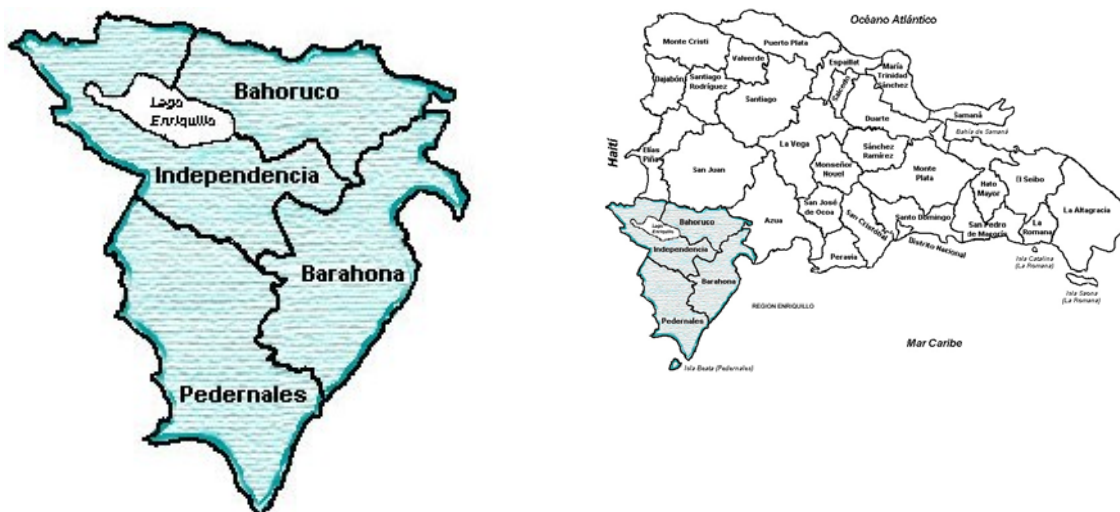 Bahoruco
Lago
Enriquillo
Independencia
Barahona
Pedernales
Océano Atlántico
Monte Cristi
Puerto Plata
Valverde
Espaillat
María
Trinidad
Sánchez
Dajabón
Santiago
Rodríguez
Santiago
Salcedo
Duarte
Samaná
Bahía de Samaná
Haití
Elías
Piña
San Juan
La Vega
Monseñor
Nouel
Sánchez
Ramírez
Monte
Plata
Hato
Mayor
El Seibo
La Altagracia
Azua
San José
de Ocoa
San Cristóbal
Santo Domingo
San Pedro
de Macorís
La
Romana
Peravia
Distrito Nacional
Isla Catalina
(La Romana)
Isla Saona
(La Romana)
Bahoruco
Lago
Enriquillo
Independencia
Barahona
Pedernales
REGION ENRIQUILLO
Mar Caribe
Isla Beata (Pedernales)